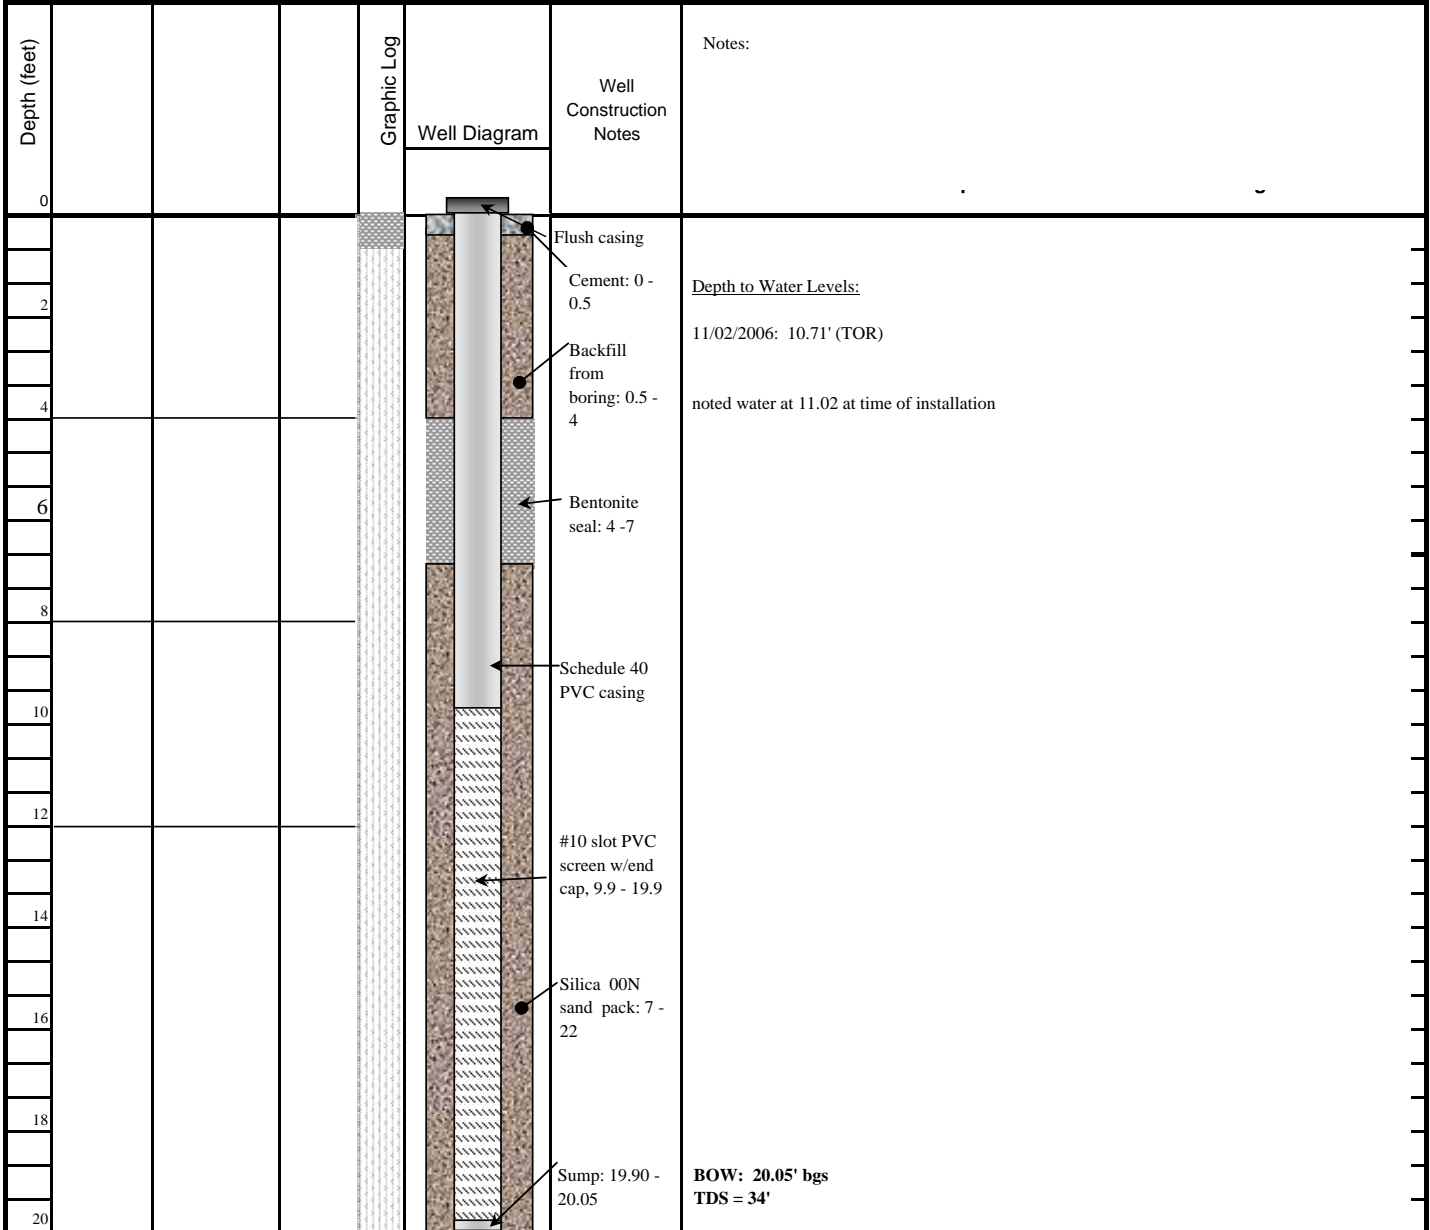 Depth (feet)
Graphic Log
Well Diagram
Well
Construction
Notes
Notes:
0
Flush casing
Cement: 0 -
0.5
Depth to Water Levels:
2
11/02/2006:  10.71' (TOR)
Backfill
from
boring: 0.5 -
4
4
noted water at 11.02 at time of installation
6
Bentonite
seal: 4 -7
8
Schedule 40
PVC casing
10
12
#10 slot PVC
screen w/end
cap, 9.9 - 19.9
14
Silica  00N
sand  pack: 7 -
22
16
18
Sump: 19.90 -
20.05
BOW:  20.05' bgs
TDS = 34'
20